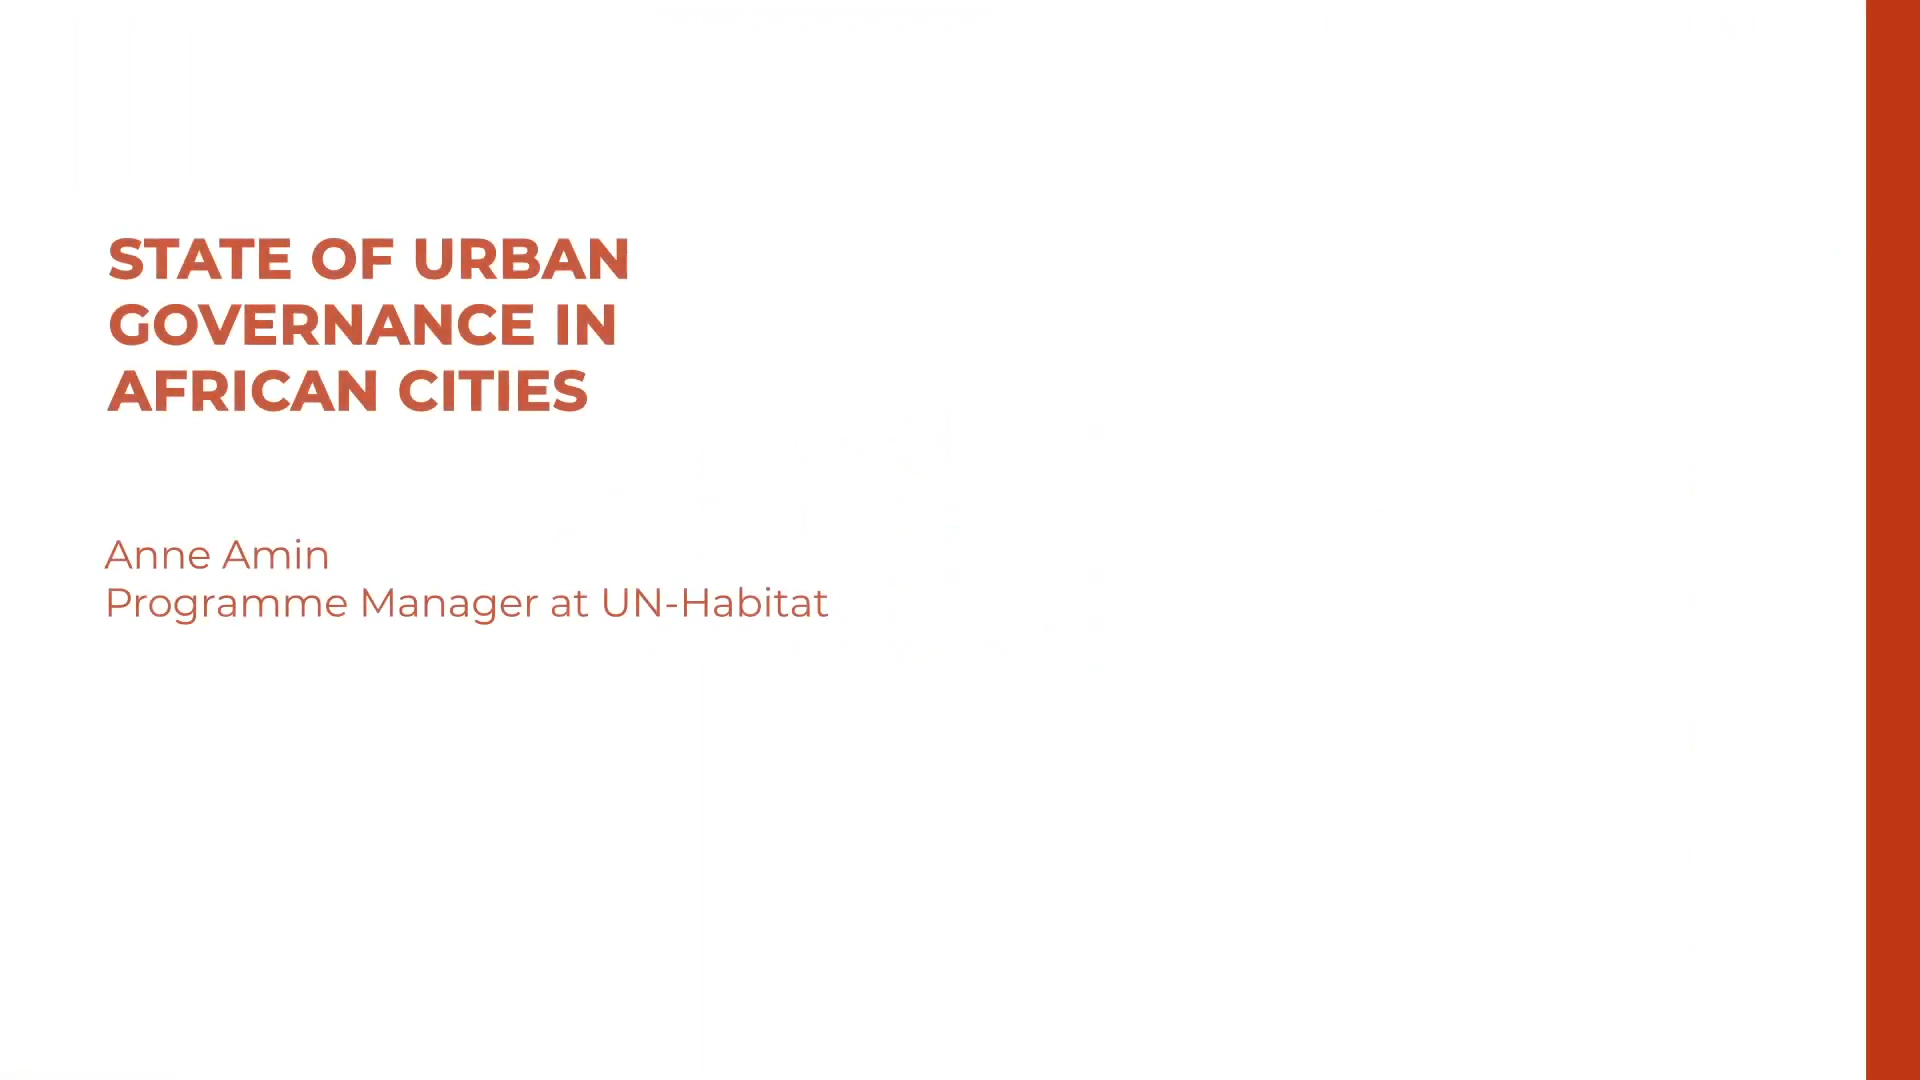 STATE OF URBAN
GOVERNANCE IN
AFRICAN CITIES
Anne Amin
Programme Manager at UN-Habitat